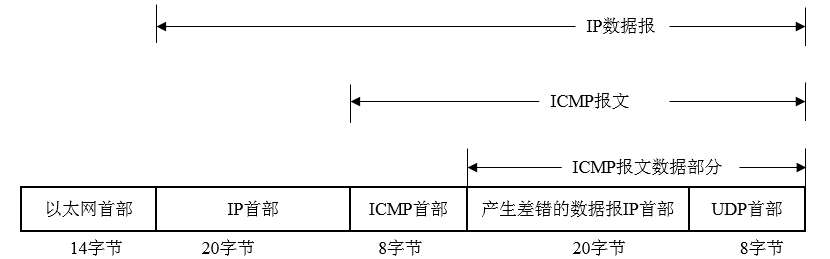 IP数据报
ICMP报文
ICMP报文数据部分
以太网首部 IP首部 ICMP首部 产生差错的数据报IP首部 UDP首部
14字节 20字节 8字节 20字节 8字节